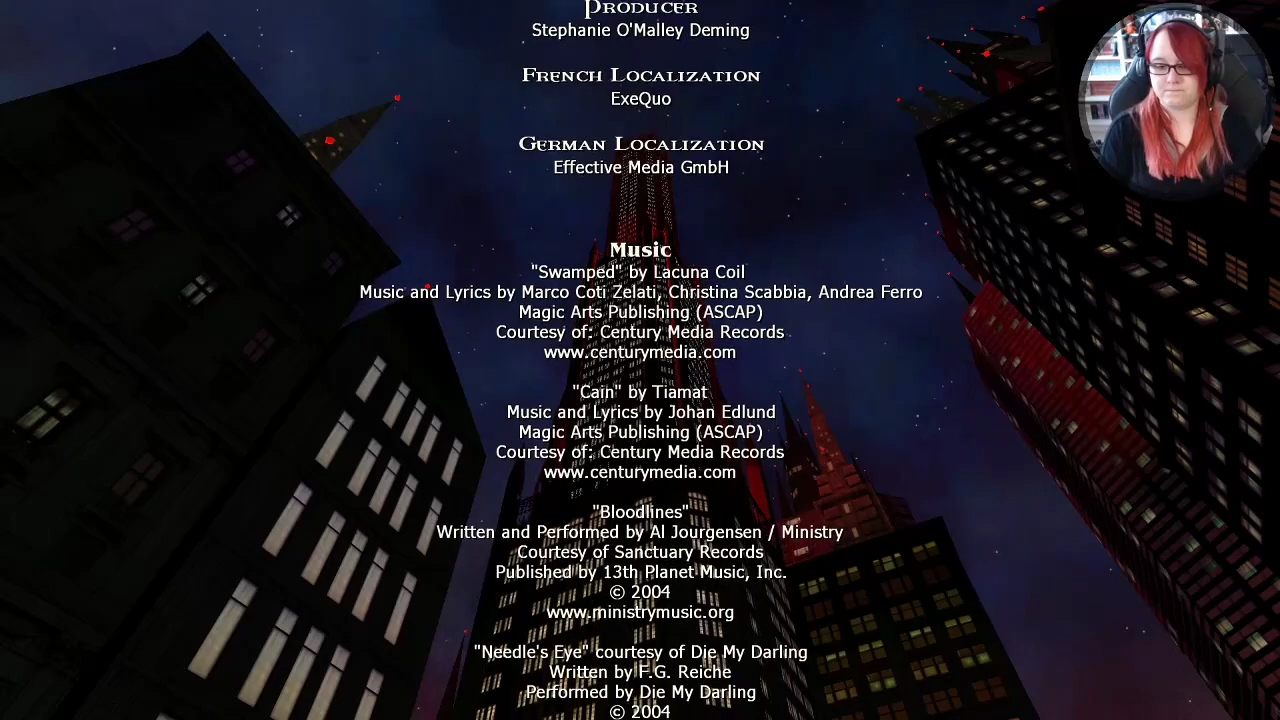 Producer
Stephanie O'Malley Deming
French Localization
ExeQuo
German Localization
Effective Media GmbH
Music
"Swamped" by Lacuna Coil
Music and Lyrics by Marco Coti Zelati, Christina Scabbia, Andrea Ferro
Magic Arts Publishing (ASCAP)
Courtesy of: Century Media Records
www.centurymedia.com
"Cain" by Tiamat
Music and Lyrics by Johan Edlund
Magic Arts Publishing (ASCAP)
Courtesy of: Century Media Records
www.centurymedia.com
"Bloodlines"
Written and Performed by Al Jourgensen / Ministry
Courtesy of Sanctuary Records
Published by 13th Planet Music, Inc.
© 2004
www.ministrymusic.org
"Needle's Eye" courtesy of Die My Darling
Written by F.G. Reiche
Performed by Die My Darling
© 2004